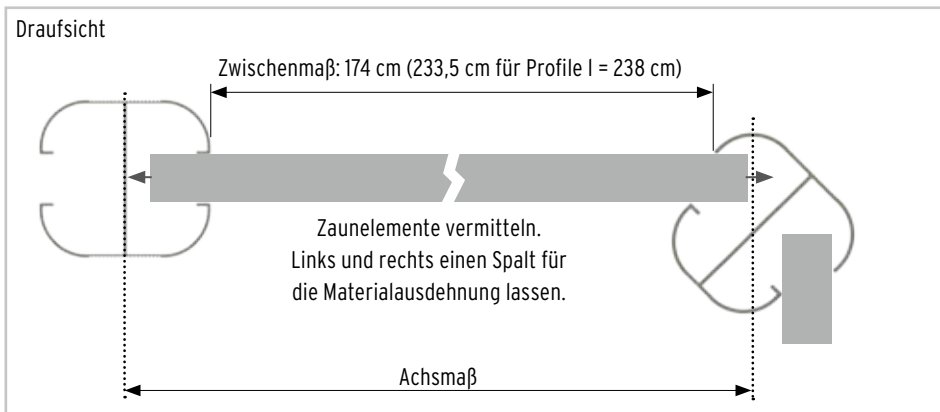 Draufsicht
Zwischenmaß: 174 cm (233,5 cm für Profile l = 238 cm)
Zaunelemente vermitteln.
Links und rechts einen Spalt für
die Materialausdehnung lassen.
Achsmaß